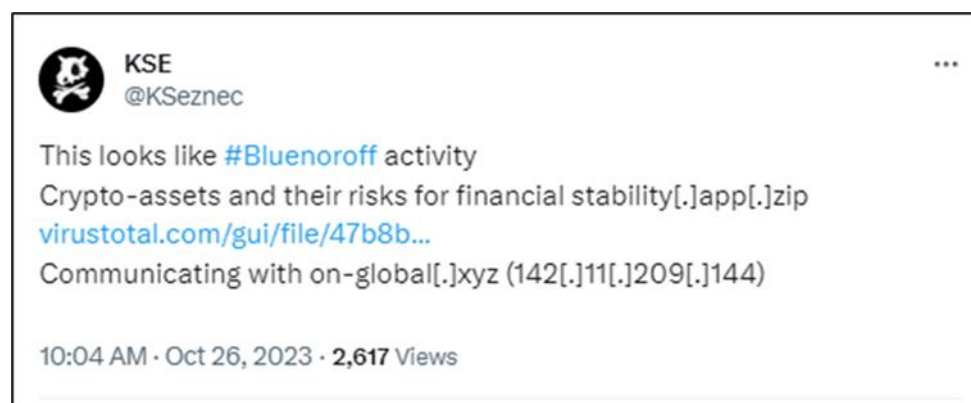 KSE
@KSeznec
This looks like #Bluenoroff activity
Crypto-assets and their risks for financial stability[.]app[.]zip
virustotal.com/gui/file/47b8b...
Communicating with on-global[.]xyz (142[.]11[.]209[.]144)
10:04 AM · Oct 26, 2023 · 2,617 Views